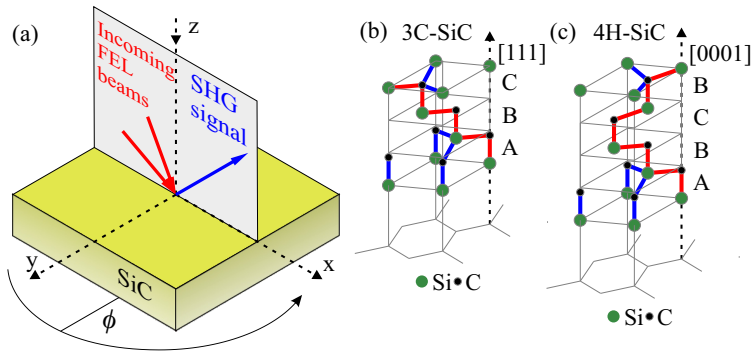 (a)
z
Incoming
FEL
beams
SHG
signal
y
x
SiC
ϕ
(b)
3C-SiC
[111]
C
B
A
Si C
(c)
4H-SiC
[0001]
B
C
B
A
Si C